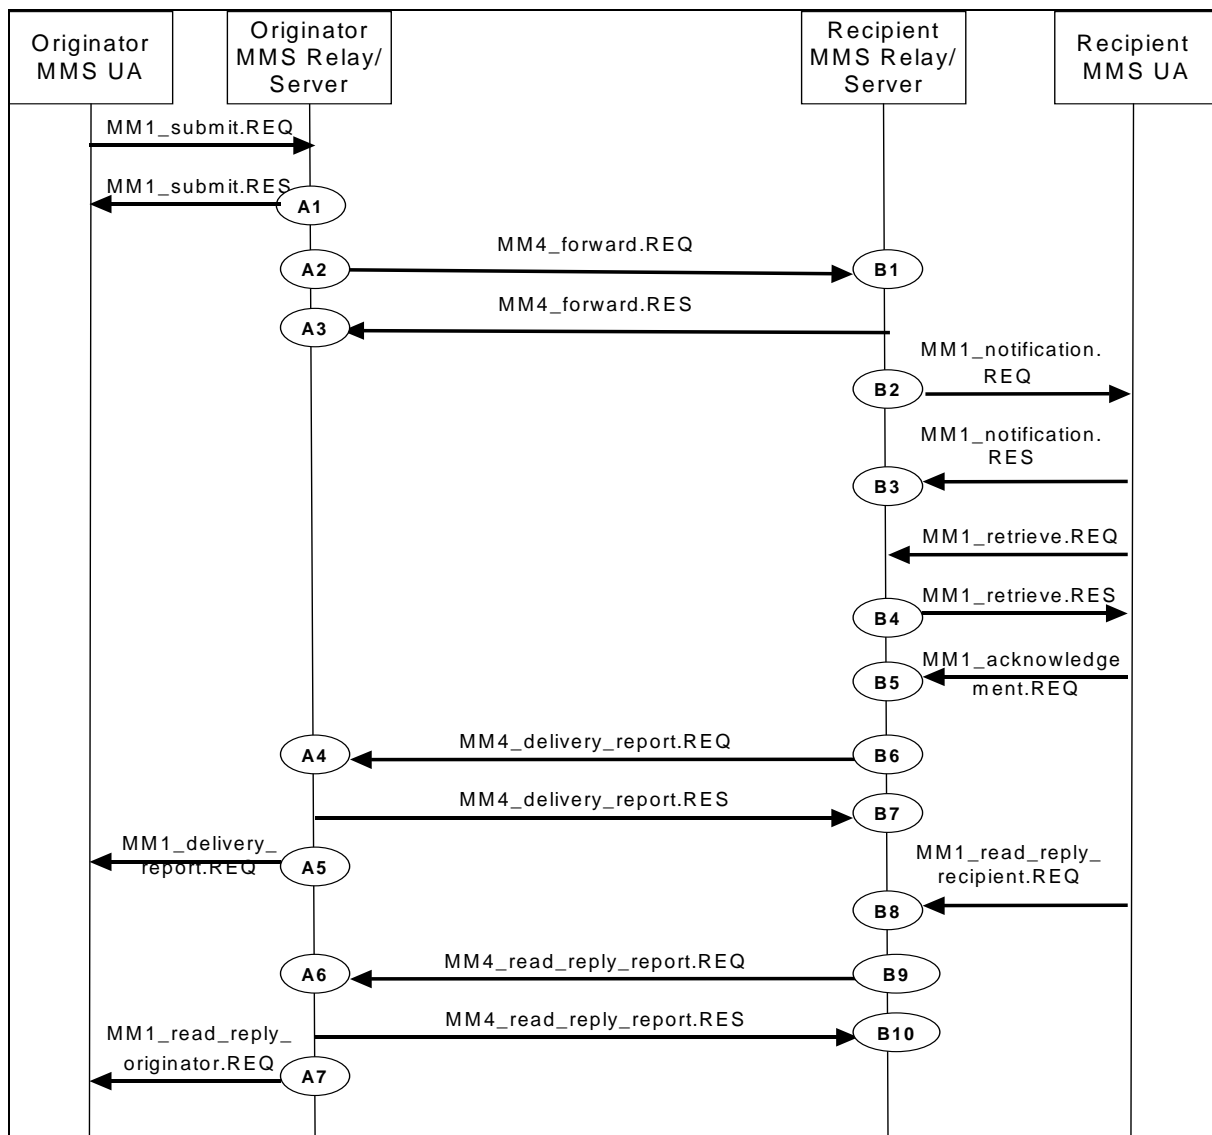 Originator
MMS UA
Originator
MMS Relay/
Server
Recipient
MMS Relay/
Server
Recipient
MMS UA
MM1_submit.REQ
MM1_submit.RES
A1
MM4_forward.REQ
A2
B1
MM4_forward.RES
A3
MM1_notification.
REQ
B2
MM1_notification.
RES
B3
MM1_retrieve.REQ
MM1_retrieve.RES
B4
MM1_acknowledge
ment.REQ
B5
MM4_delivery_report.REQ
A4
B6
MM4_delivery_report.RES
B7
MM1_delivery_
report.REQ
A5
MM1_read_reply_
recipient.REQ
B8
MM4_read_reply_report.REQ
A6
B9
MM4_read_reply_report.RES
B10
MM1_read_reply_
originator.REQ
A7